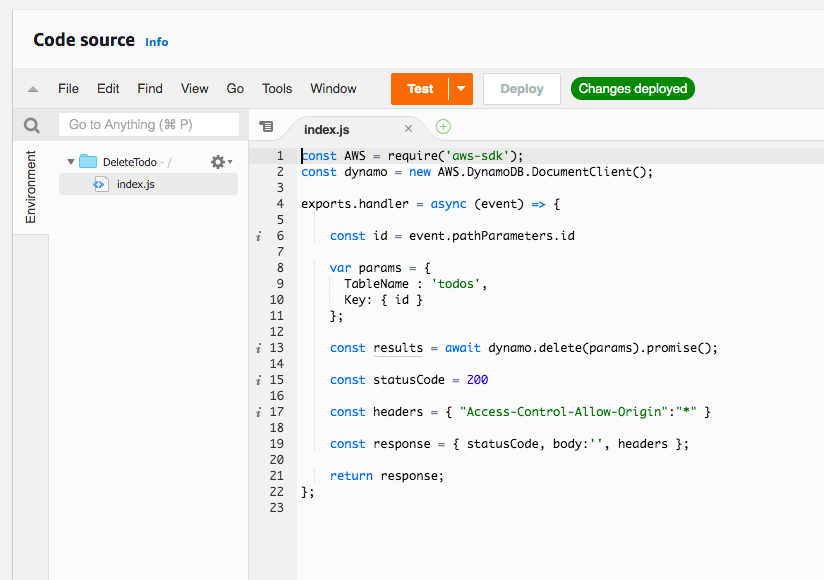 Code source Info
File Edit Find View Go Tools Window Test Deploy Changes deployed
Go to Anything (⌘ P)
index.js
Environment
DeleteTodo - /
index.js
1 const AWS = require('aws-sdk');
2 const dynamo = new AWS.DynamoDB.DocumentClient();
3
4 exports.handler = async (event) => {
5
6 const id = event.pathParameters.id
7
8 var params = {
9 TableName : 'todos',
10 Key: { id }
11 };
12
13 const results = await dynamo.delete(params).promise();
14
15 const statusCode = 200
16
17 const headers = { "Access-Control-Allow-Origin":"*" }
18
19 const response = { statusCode, body:'', headers };
20
21 return response;
22 };
23